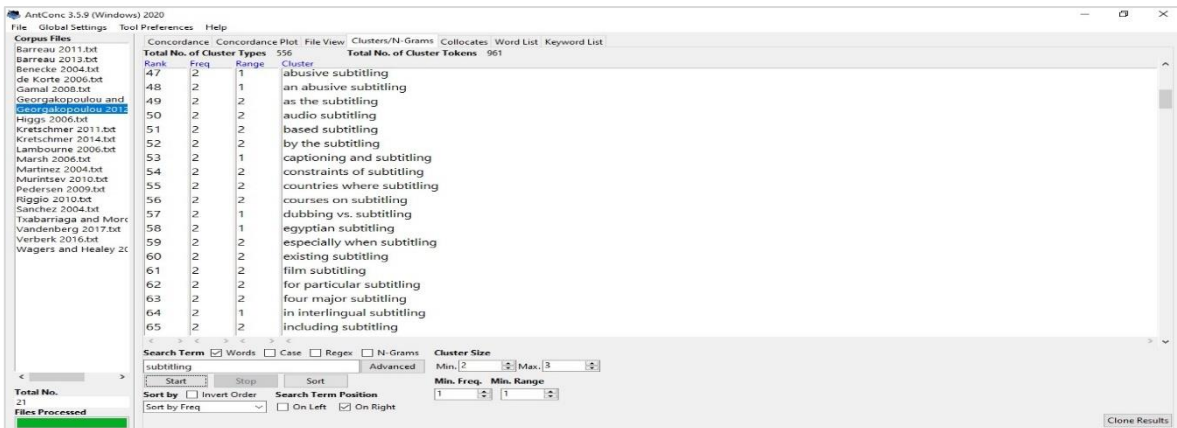 AntConc 3.5.9 (Windows) 2020
File Global Settings Tool Preferences Help
Corpus Files
Barreau 2011.txt
Barreau 2013.txt
Benecke 2004.txt
de Korte 2006.txt
Gamal 2008.txt
Georgakopoulou and
Georgakopoulou 2012
Higgs 2006.txt
Kretschmer 2011.txt
Kretschmer 2014.txt
Lambourne 2006.txt
Marsh 2006.txt
Martinez 2004.txt
Murintsev 2010.txt
Pedersen 2009.txt
Riggio 2010.txt
Sanchez 2004.txt
Txabarriaga and Morc
Vandenberg 2017.txt
Verberk 2016.txt
Wagers and Healey 20
Total No.
21
Files Processed
Concordance Concordance Plot File View Clusters/N-Grams Collocates Word List Keyword List
Total No. of Cluster Types 556 Total No. of Cluster Tokens 961
Rank Freq Range Cluster
47 2 1 abusive subtitling
48 2 1 an abusive subtitling
49 2 2 as the subtitling
50 2 2 audio subtitling
51 2 2 based subtitling
52 2 2 by the subtitling
53 2 1 captioning and subtitling
54 2 2 constraints of subtitling
55 2 2 countries where subtitling
56 2 2 courses on subtitling
57 2 1 dubbing vs. subtitling
58 2 1 egyptian subtitling
59 2 2 especially when subtitling
60 2 2 existing subtitling
61 2 2 film subtitling
62 2 2 for particular subtitling
63 2 2 four major subtitling
64 2 1 in interlingual subtitling
65 2 2 including subtitling
Search Term Words Case Regex N-Grams Cluster Size
subtitling Advanced Min. 2 Max. 3
Start Stop Sort Min. Freq. Min. Range
Sort by Invert Order Search Term Position 1 1
Sort by Freq On Left On Right
Clone Results